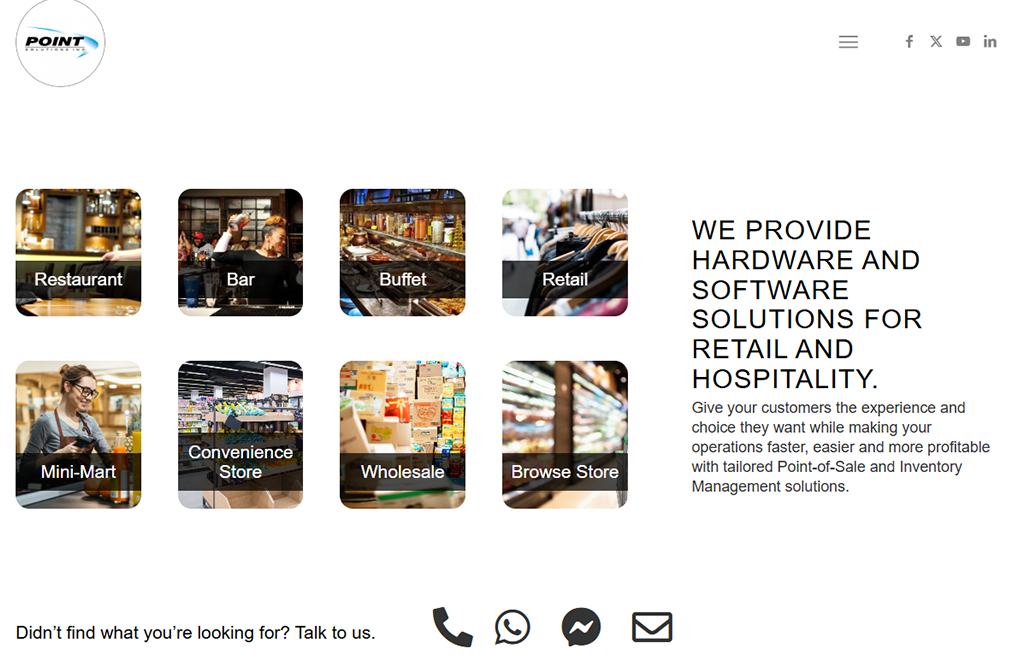 POINT
SOLUTIONS INC
Restaurant
Bar
Buffet
Retail
Mini-Mart
Convenience
Store
Wholesale
Browse Store
WE PROVIDE
HARDWARE AND
SOFTWARE
SOLUTIONS FOR
RETAIL AND
HOSPITALITY.
Give your customers the experience and
choice they want while making your
operations faster, easier and more profitable
with tailored Point-of-Sale and Inventory
Management solutions.
Didn’t find what you’re looking for? Talk to us.